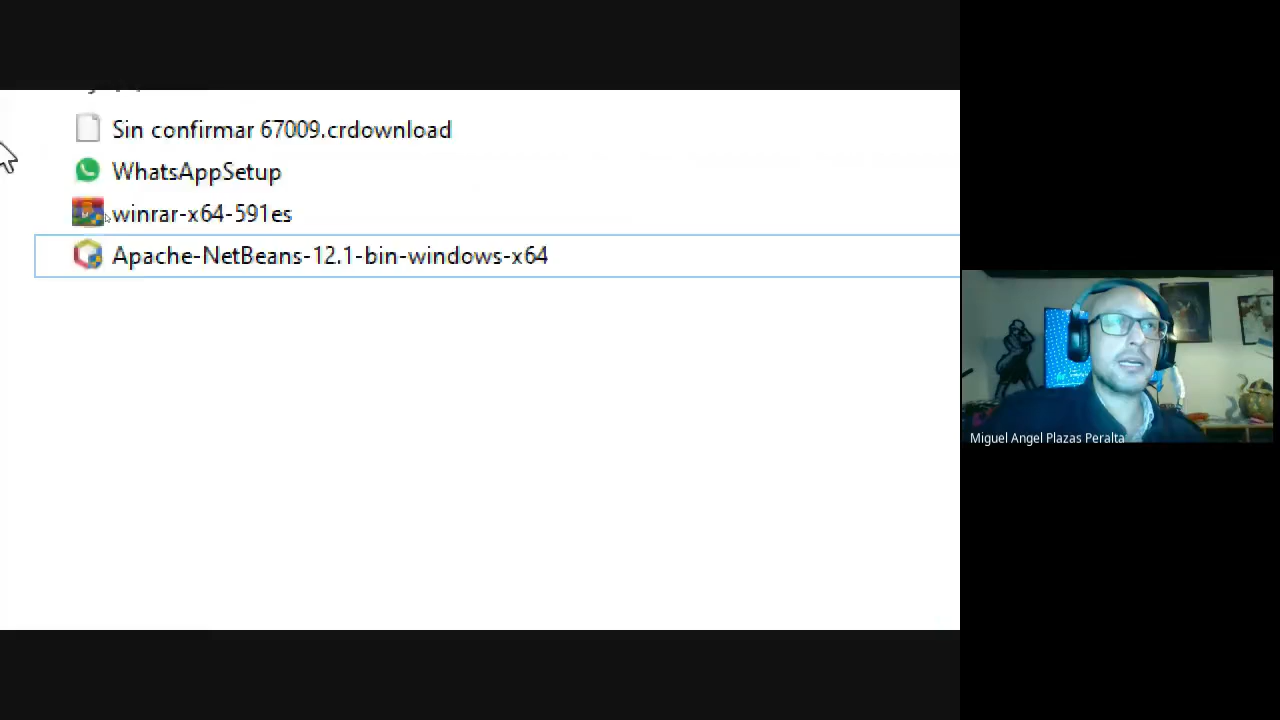 Sin confirmar 67009.crdownload
WhatsAppSetup
winrar-x64-591es
Apache-NetBeans-12.1-bin-windows-x64
Miguel Angel Plazas Peralta